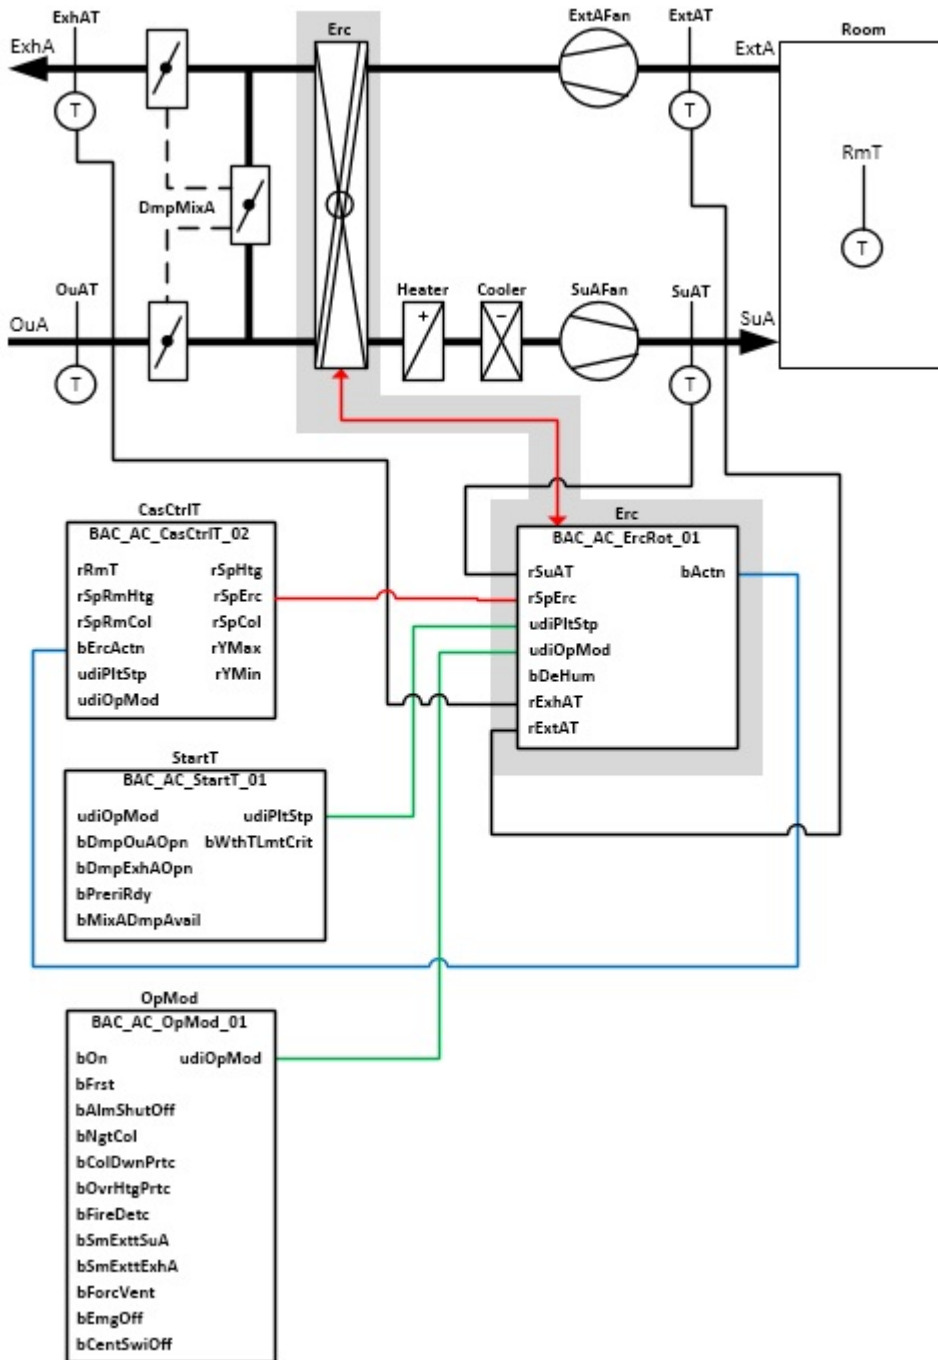 ExhAT
Erc
ExtAFan
ExtAT
Room
ExhA
ExtA
T
T
RmT
DmpMixA
T
OuAT
Heater
Cooler
SuAFan
SuAT
OuA
+
−
SuA
T
T
CasCtrlT
BAC_AC_CasCtrlT_02
rRmT rSpHtg
rSpRmHtg rSpErc
rSpRmCol rSpCol
bErcActn rYMax
udiPltStp rYMin
udiOpMod
Erc
BAC_AC_ErcRot_01
rSuAT bActn
rSpErc
udiPltStp
udiOpMod
bDeHum
rExhAT
rExtAT
StartT
BAC_AC_StartT_01
udiOpMod udiPltStp
bDmpOuAOpn bWthTLmtCrit
bDmpExhAOpn
bPreriRdy
bMixADmpAvail
OpMod
BAC_AC_OpMod_01
bOn udiOpMod
bFrst
bAlmShutOff
bNgtCol
bColDwnPrtc
bOvrHtgPrtc
bFireDetc
bSmExttSuA
bSmExttExhA
bForcVent
bEmgOff
bCentSwiOff